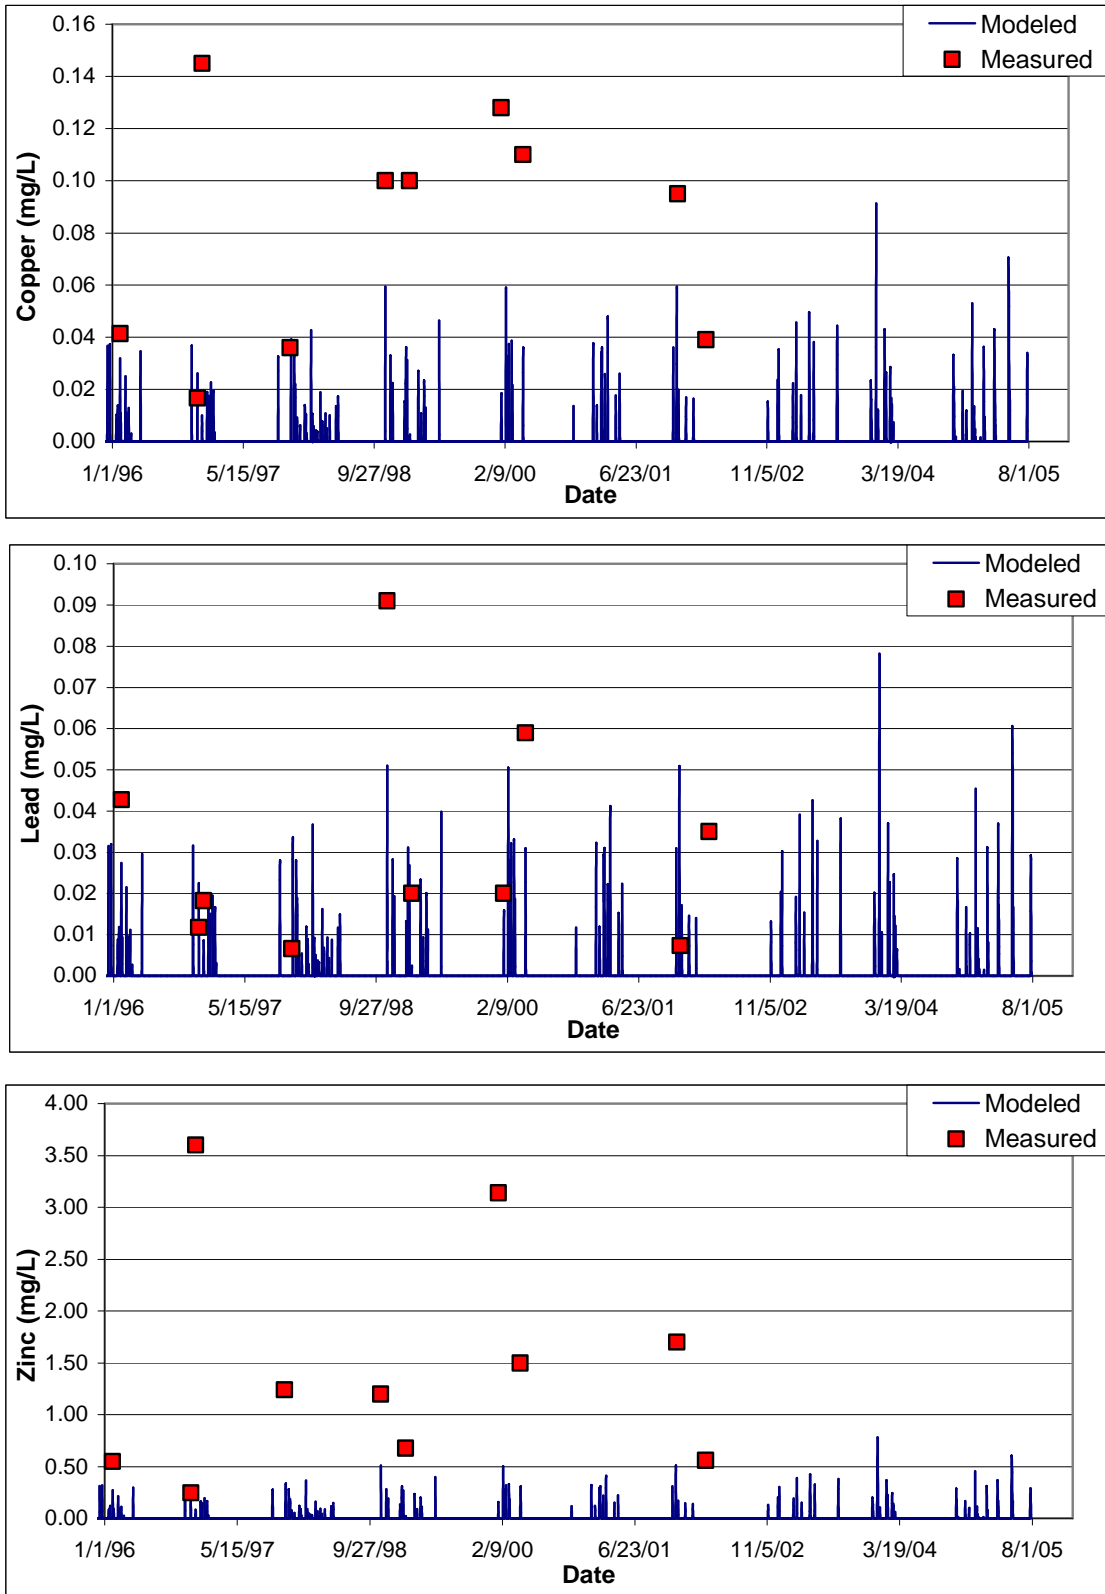 0.16
0.14
0.12
0.10
0.08
0.06
0.04
0.02
0.00
Copper (mg/L)
Modeled
Measured
1/1/96 5/15/97 9/27/98 2/9/00 6/23/01 11/5/02 3/19/04 8/1/05
Date
0.10
0.09
0.08
0.07
0.06
0.05
0.04
0.03
0.02
0.01
0.00
Lead (mg/L)
Modeled
Measured
1/1/96 5/15/97 9/27/98 2/9/00 6/23/01 11/5/02 3/19/04 8/1/05
Date
4.00
3.50
3.00
2.50
2.00
1.50
1.00
0.50
0.00
Zinc (mg/L)
Modeled
Measured
1/1/96 5/15/97 9/27/98 2/9/00 6/23/01 11/5/02 3/19/04 8/1/05
Date